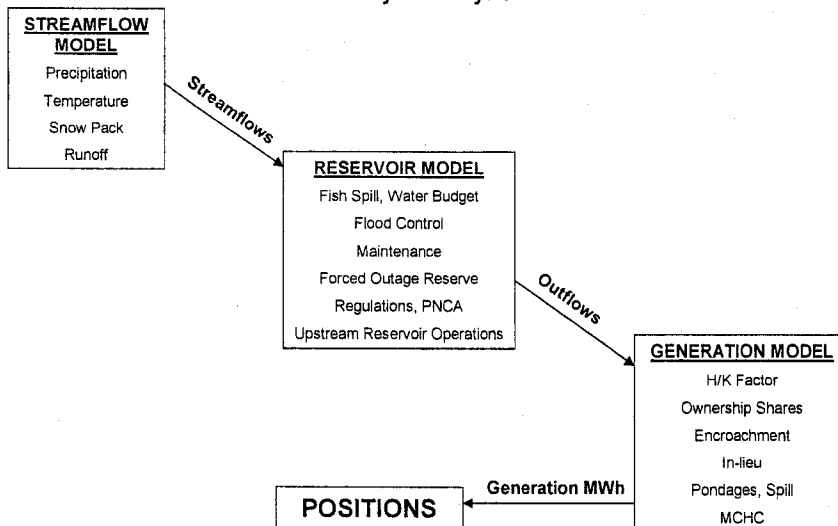 STREAMFLOW
MODEL
Precipitation
Temperature
Snow Pack
Runoff
Streamflows
RESERVOIR MODEL
Fish Spill, Water Budget
Flood Control
Maintenance
Forced Outage Reserve
Regulations, PNCA
Upstream Reservoir Operations
Outflows
GENERATION MODEL
H/K Factor
Ownership Shares
Encroachment
In-lieu
Pondages, Spill
MCHC
Generation MWh
POSITIONS